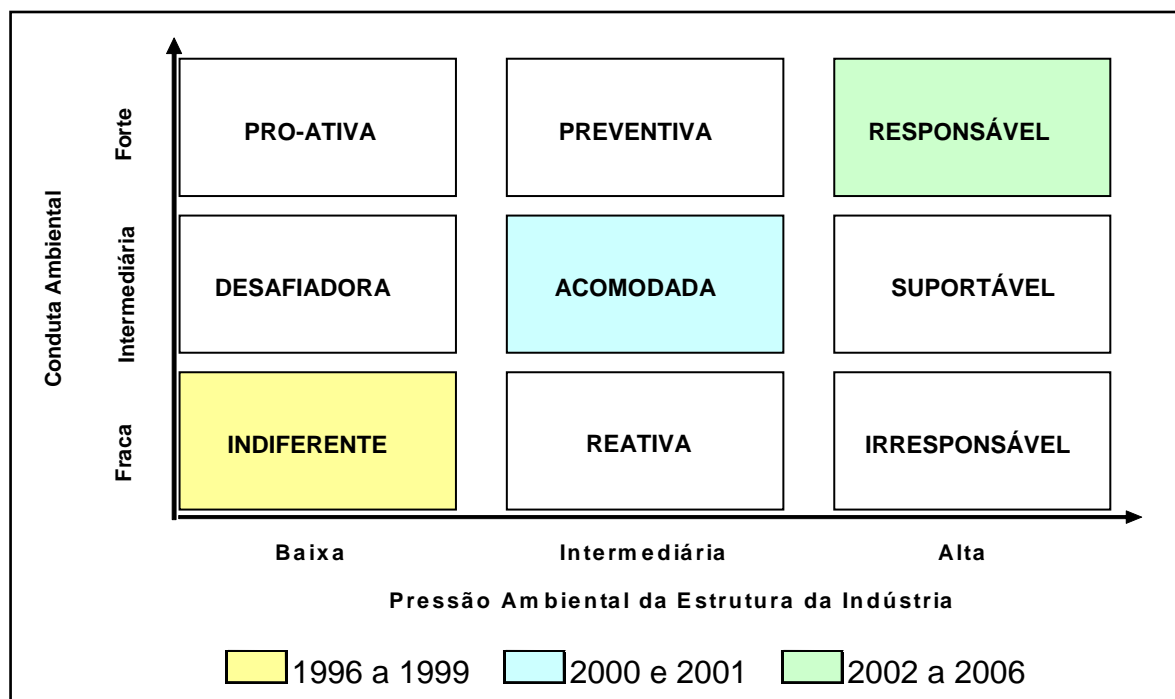 Conduta Ambiental
Forte
PRO-ATIVA
PREVENTIVA
RESPONSÁVEL
Intermediária
DESAFIADORA
ACOMODADA
SUPORTÁVEL
Fraca
INDIFERENTE
REATIVA
IRRESPONSÁVEL
Baixa
Intermediária
Alta
Pressão Ambiental da Estrutura da Indústria
1996 a 1999
2000 e 2001
2002 a 2006